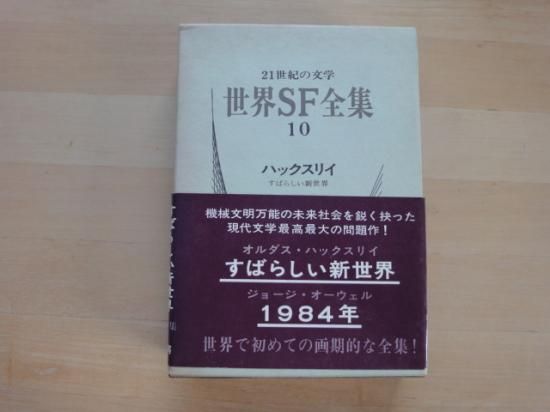 21世紀の文学
世界SF全集
10
ハックスリイ
すばらしい新世界
機械文明万能の未来社会を鋭く抉った
現代文学最高最大の問題作!
オルダス・ハックスリイ
すばらしい新世界
ジョージ・オーウェル
1984年
世界で初めての画期的な全集!